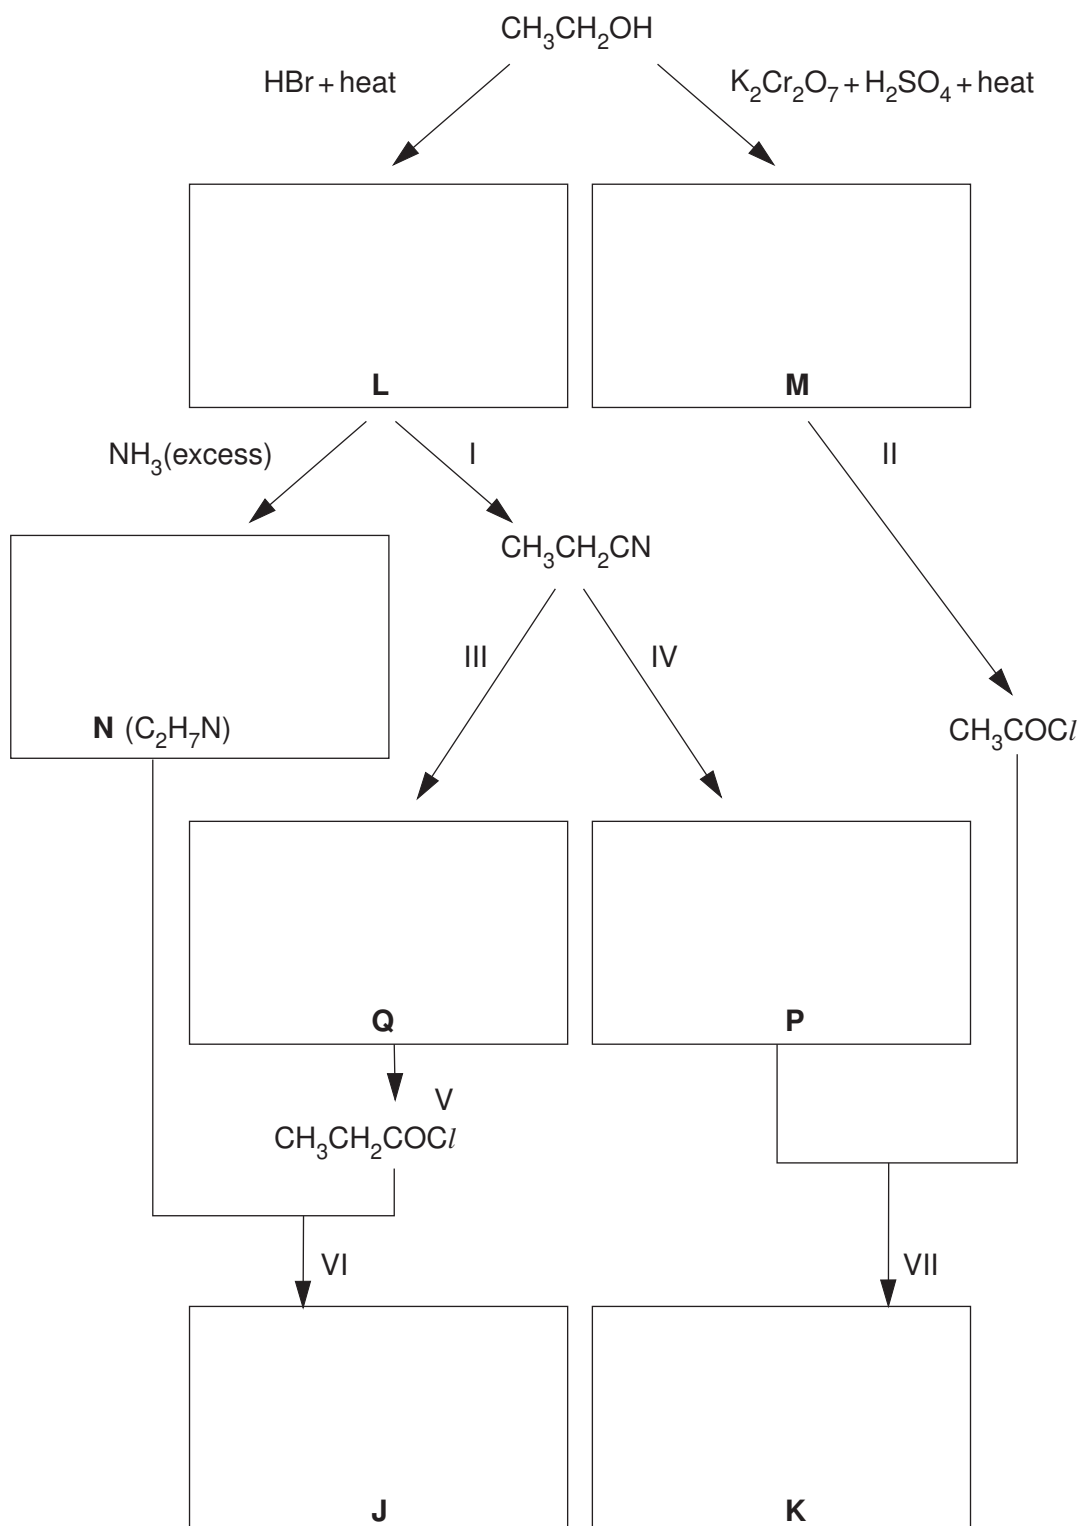 CH₃CH₂OH
HBr + heat
K₂Cr₂O₇ + H₂SO₄ + heat
L
M
NH₃(excess)
I
II
CH₃CH₂CN
III
IV
N (C₂H₇N)
CH₃COCl
Q
P
V
CH₃CH₂COCl
VI
VII
J
K